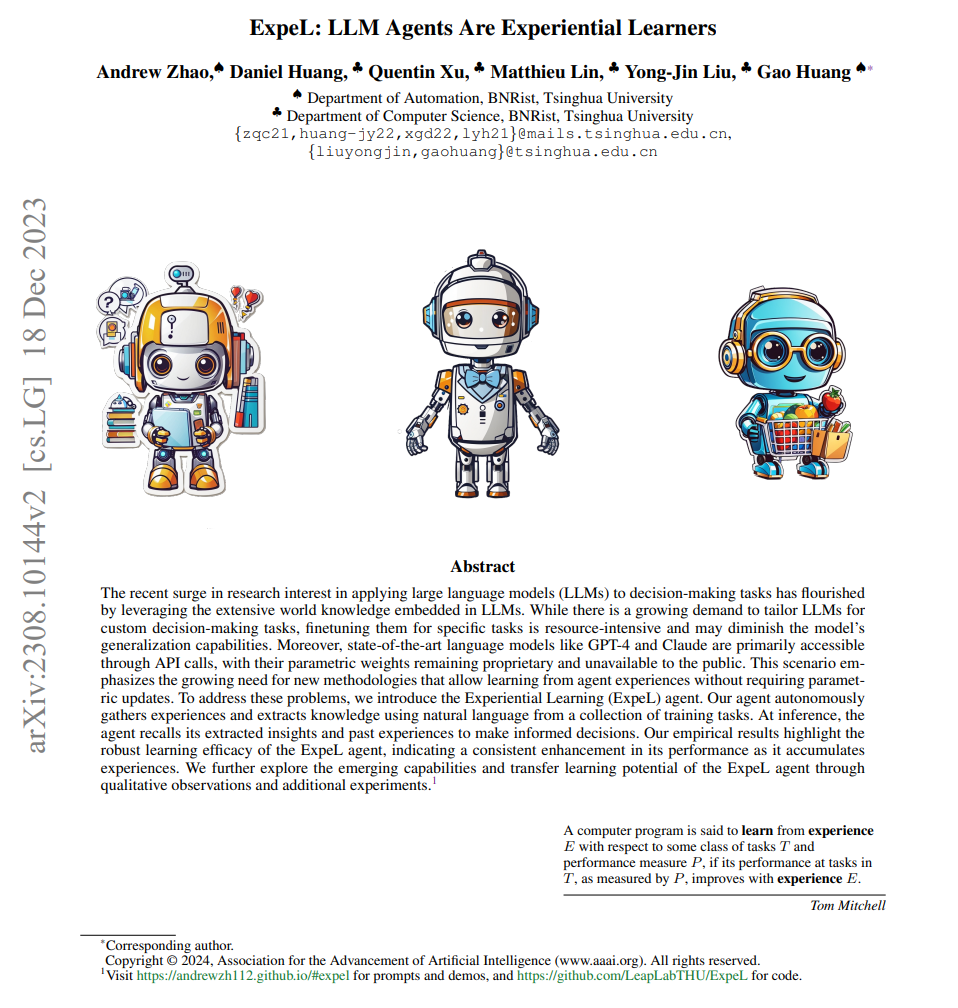 ExpeL: LLM Agents Are Experiential Learners
Andrew Zhao,♠ Daniel Huang, ♣ Quentin Xu, ♣ Matthieu Lin, ♣ Yong-Jin Liu, ♣ Gao Huang ♠*
♠ Department of Automation, BNRist, Tsinghua University
♣ Department of Computer Science, BNRist, Tsinghua University
{zqc21,huang-jy22,xgd22,lyh21}@mails.tsinghua.edu.cn,
{liuyongjin,gaohuang}@tsinghua.edu.cn
arXiv:2308.10144v2 [cs.LG] 18 Dec 2023
?
Abstract
The recent surge in research interest in applying large language models (LLMs) to decision-making tasks has flourished
by leveraging the extensive world knowledge embedded in LLMs. While there is a growing demand to tailor LLMs for
custom decision-making tasks, finetuning them for specific tasks is resource-intensive and may diminish the model's
generalization capabilities. Moreover, state-of-the-art language models like GPT-4 and Claude are primarily accessible
through API calls, with their parametric weights remaining proprietary and unavailable to the public. This scenario em-
phasizes the growing need for new methodologies that allow learning from agent experiences without requiring paramet-
ric updates. To address these problems, we introduce the Experiential Learning (ExpeL) agent. Our agent autonomously
gathers experiences and extracts knowledge using natural language from a collection of training tasks. At inference, the
agent recalls its extracted insights and past experiences to make informed decisions. Our empirical results highlight the
robust learning efficacy of the ExpeL agent, indicating a consistent enhancement in its performance as it accumulates
experiences. We further explore the emerging capabilities and transfer learning potential of the ExpeL agent through
qualitative observations and additional experiments.1
A computer program is said to learn from experience
E with respect to some class of tasks T and
performance measure P, if its performance at tasks in
T, as measured by P, improves with experience E.
Tom Mitchell
*Corresponding author.
Copyright © 2024, Association for the Advancement of Artificial Intelligence (www.aaai.org). All rights reserved.
1Visit https://andrewzh112.github.io/#expel for prompts and demos, and https://github.com/LeapLabTHU/ExpeL for code.